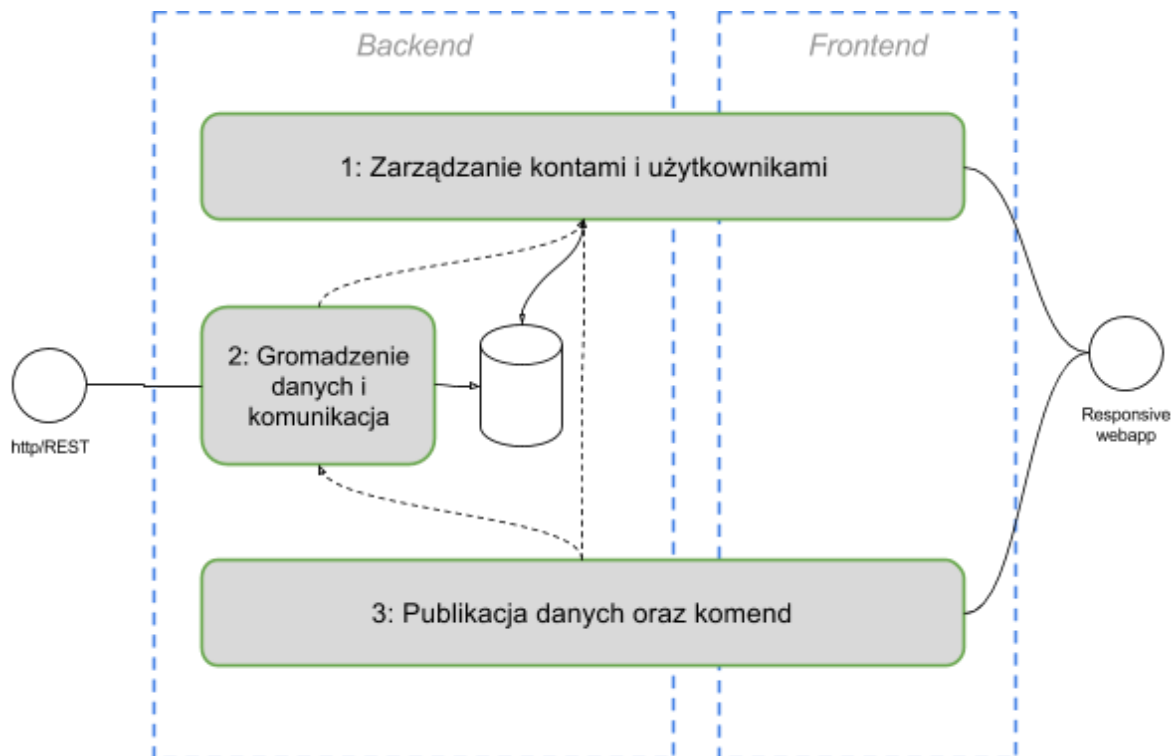 Backend
Frontend
1: Zarządzanie kontami i użytkownikami
2: Gromadzenie
danych i
komunikacja
http/REST
Responsive
webapp
3: Publikacja danych oraz komend